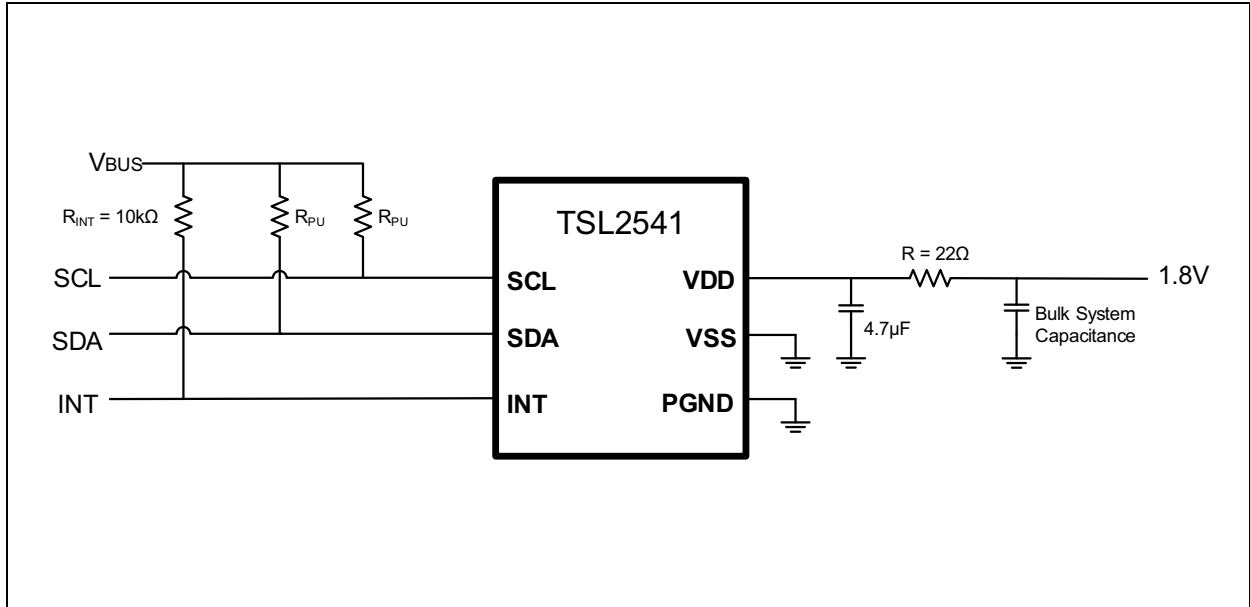 VBUS
RINT = 10kΩ
RPU
RPU
TSL2541
R = 22Ω
SCL
SCL
VDD
1.8V
4.7µF
Bulk System
Capacitance
SDA
SDA
VSS
INT
INT
PGND